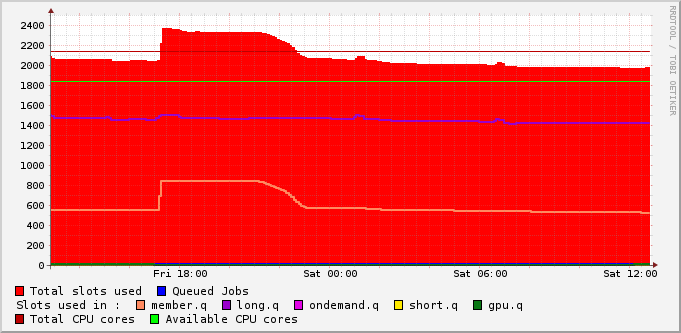 2400
2200
2000
1800
1600
1400
1200
1000
800
600
400
200
0
Fri 18:00 Sat 00:00 Sat 06:00 Sat 12:00
RRDTOOL / TOBI OETIKER
Total slots used Queued Jobs
Slots used in : member.q long.q ondemand.q short.q gpu.q
Total CPU cores Available CPU cores